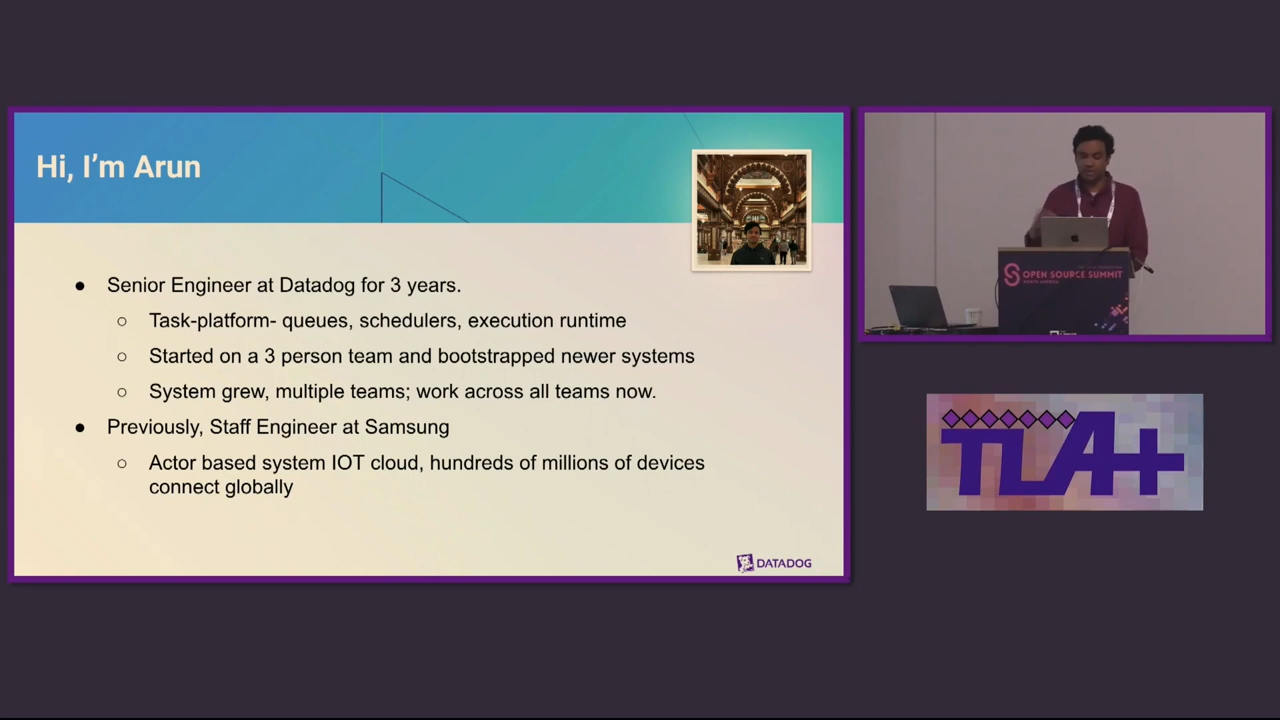 Hi, I’m Arun
● Senior Engineer at Datadog for 3 years.
○ Task-platform- queues, schedulers, execution runtime
○ Started on a 3 person team and bootstrapped newer systems
○ System grew, multiple teams; work across all teams now.
● Previously, Staff Engineer at Samsung
○ Actor based system IOT cloud, hundreds of millions of devices
connect globally
DATADOG
OPEN SOURCE SUMMIT
NORTH AMERICA
TLA+